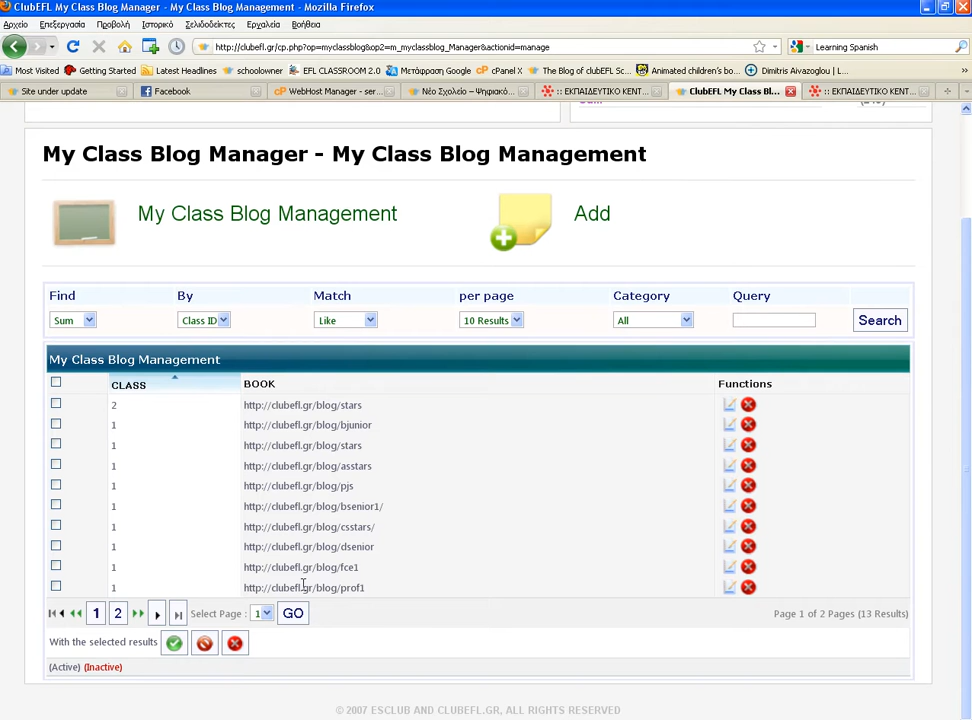 ClubEFL My Class Blog Manager - My Class Blog Management - Mozilla Firefox
Αρχείο Επεξεργασία Προβολή Ιστορικό Σελιδοδείκτες Εργαλεία Βοήθεια
http://clubefl.gr/cp.php?op=myclassblog&op2=m_myclassblog_Manager&actionid=manage
Learning Spanish
Most Visited Getting Started Latest Headlines schoolowner EFL CLASSROOM 2.0 Μετάφραση Google cPanel X The Blog of clubEFL Sc... Animated children's bo... Dimitris Aivazoglou | L...
Site under update Facebook WebHost Manager - ser... Νέο Σχολείο – Ψηφιακό... :: ΕΚΠΑΙΔΕΥΤΙΚΟ ΚΕΝΤ... ClubEFL My Class Bl... :: ΕΚΠΑΙΔΕΥΤΙΚΟ ΚΕΝΤ...
My Class Blog Manager - My Class Blog Management
My Class Blog Management Add
Find By Match per page Category Query
Sum Class ID Like 10 Results All Search
My Class Blog Management
CLASS BOOK Functions
2 http://clubefl.gr/blog/stars
1 http://clubefl.gr/blog/bjunior
1 http://clubefl.gr/blog/stars
1 http://clubefl.gr/blog/asstars
1 http://clubefl.gr/blog/pjs
1 http://clubefl.gr/blog/bsenior1/
1 http://clubefl.gr/blog/csstars/
1 http://clubefl.gr/blog/dsenior
1 http://clubefl.gr/blog/fce1
1 http://clubefl.gr/blog/prof1
1 2 Select Page : 1 GO Page 1 of 2 Pages (13 Results)
With the selected results
(Active) (Inactive)
© 2007 ESCLUB AND CLUBEFL.GR, ALL RIGHTS RESERVED